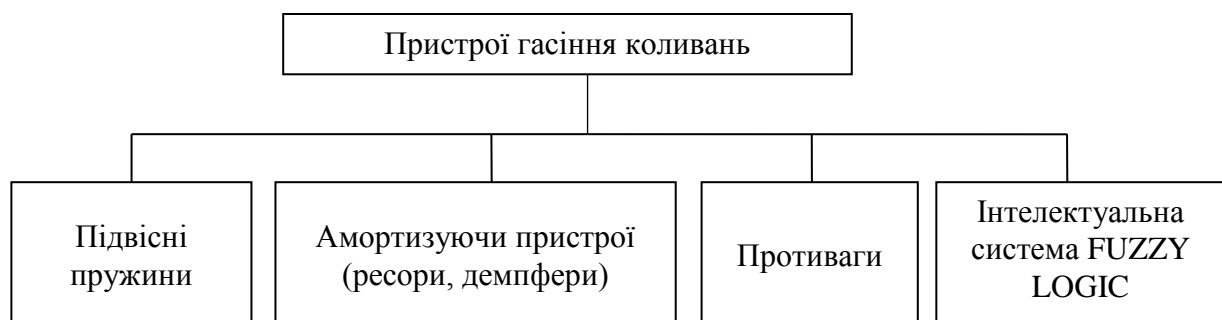 Пристрої гасіння коливань
Підвісні
пружини
Амортизуючи пристрої
(ресори, демпфери)
Противаги
Інтелектуальна
система FUZZY
LOGIC